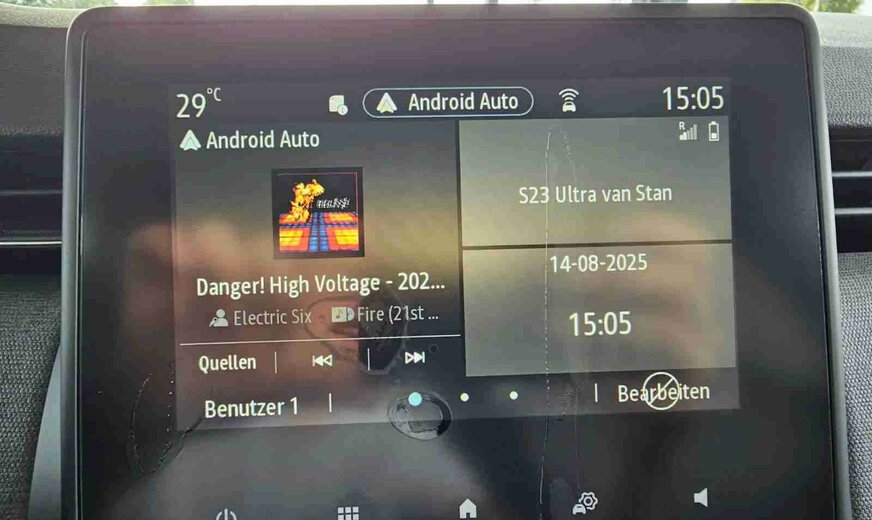 29°C
Android Auto
15:05
Android Auto
R
Danger! High Voltage - 202...
Electric Six
Fire (21st ...
S23 Ultra van Stan
14-08-2025
15:05
Quellen
Benutzer 1
Bearbeiten